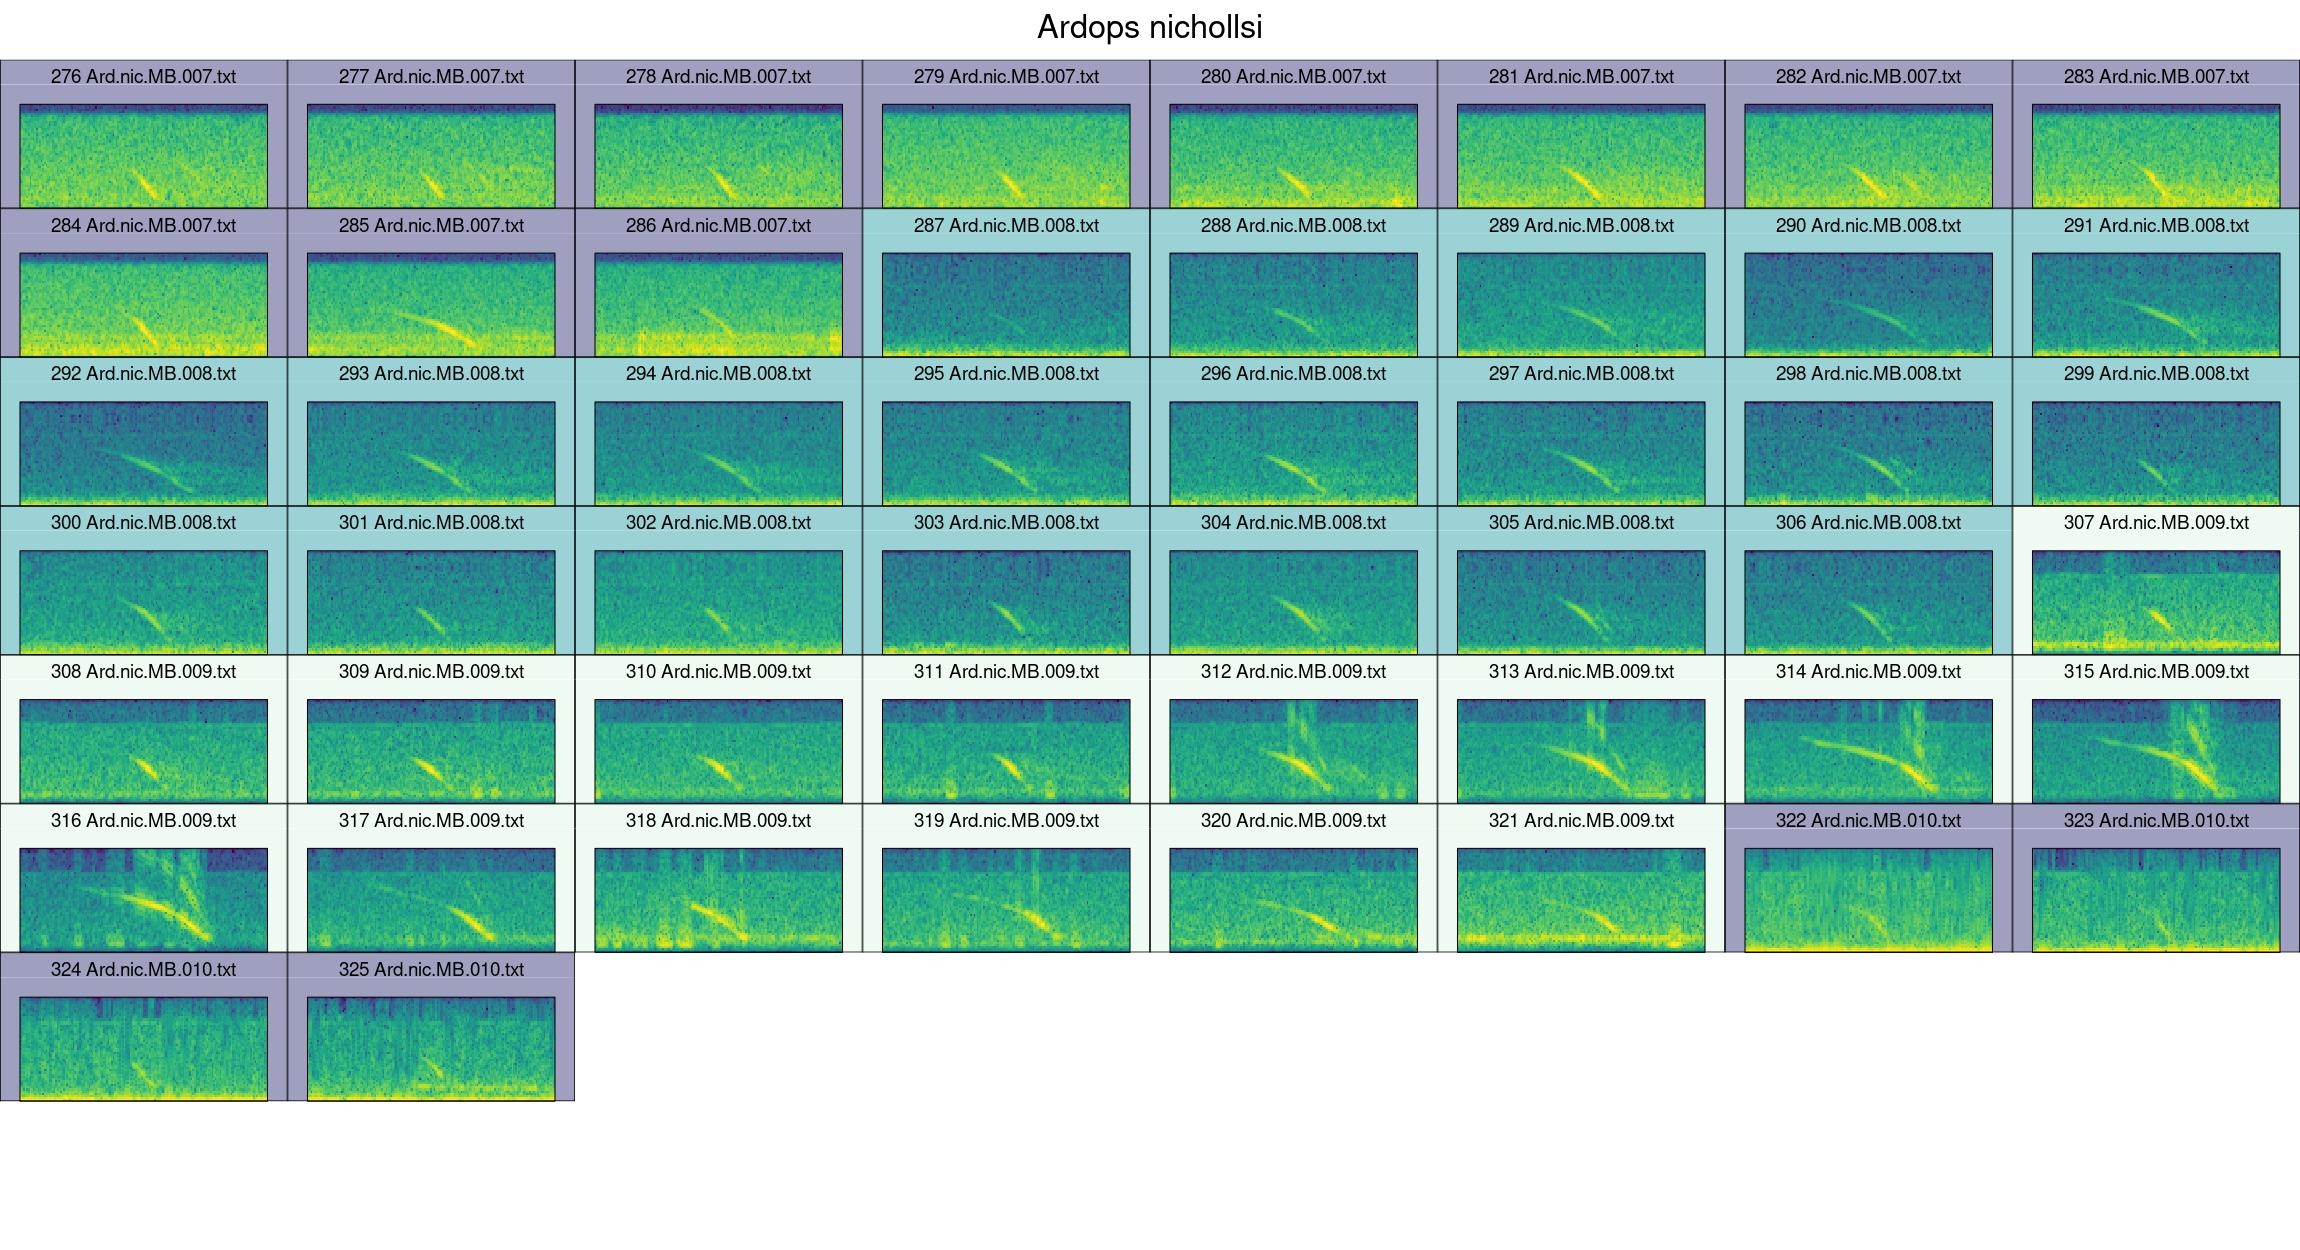 Ardops nichollsi
276 Ard.nic.MB.007.txt 277 Ard.nic.MB.007.txt 278 Ard.nic.MB.007.txt 279 Ard.nic.MB.007.txt 280 Ard.nic.MB.007.txt 281 Ard.nic.MB.007.txt 282 Ard.nic.MB.007.txt 283 Ard.nic.MB.007.txt
284 Ard.nic.MB.007.txt 285 Ard.nic.MB.007.txt 286 Ard.nic.MB.007.txt 287 Ard.nic.MB.008.txt 288 Ard.nic.MB.008.txt 289 Ard.nic.MB.008.txt 290 Ard.nic.MB.008.txt 291 Ard.nic.MB.008.txt
292 Ard.nic.MB.008.txt 293 Ard.nic.MB.008.txt 294 Ard.nic.MB.008.txt 295 Ard.nic.MB.008.txt 296 Ard.nic.MB.008.txt 297 Ard.nic.MB.008.txt 298 Ard.nic.MB.008.txt 299 Ard.nic.MB.008.txt
300 Ard.nic.MB.008.txt 301 Ard.nic.MB.008.txt 302 Ard.nic.MB.008.txt 303 Ard.nic.MB.008.txt 304 Ard.nic.MB.008.txt 305 Ard.nic.MB.008.txt 306 Ard.nic.MB.008.txt 307 Ard.nic.MB.009.txt
308 Ard.nic.MB.009.txt 309 Ard.nic.MB.009.txt 310 Ard.nic.MB.009.txt 311 Ard.nic.MB.009.txt 312 Ard.nic.MB.009.txt 313 Ard.nic.MB.009.txt 314 Ard.nic.MB.009.txt 315 Ard.nic.MB.009.txt
316 Ard.nic.MB.009.txt 317 Ard.nic.MB.009.txt 318 Ard.nic.MB.009.txt 319 Ard.nic.MB.009.txt 320 Ard.nic.MB.009.txt 321 Ard.nic.MB.009.txt 322 Ard.nic.MB.010.txt 323 Ard.nic.MB.010.txt
324 Ard.nic.MB.010.txt 325 Ard.nic.MB.010.txt